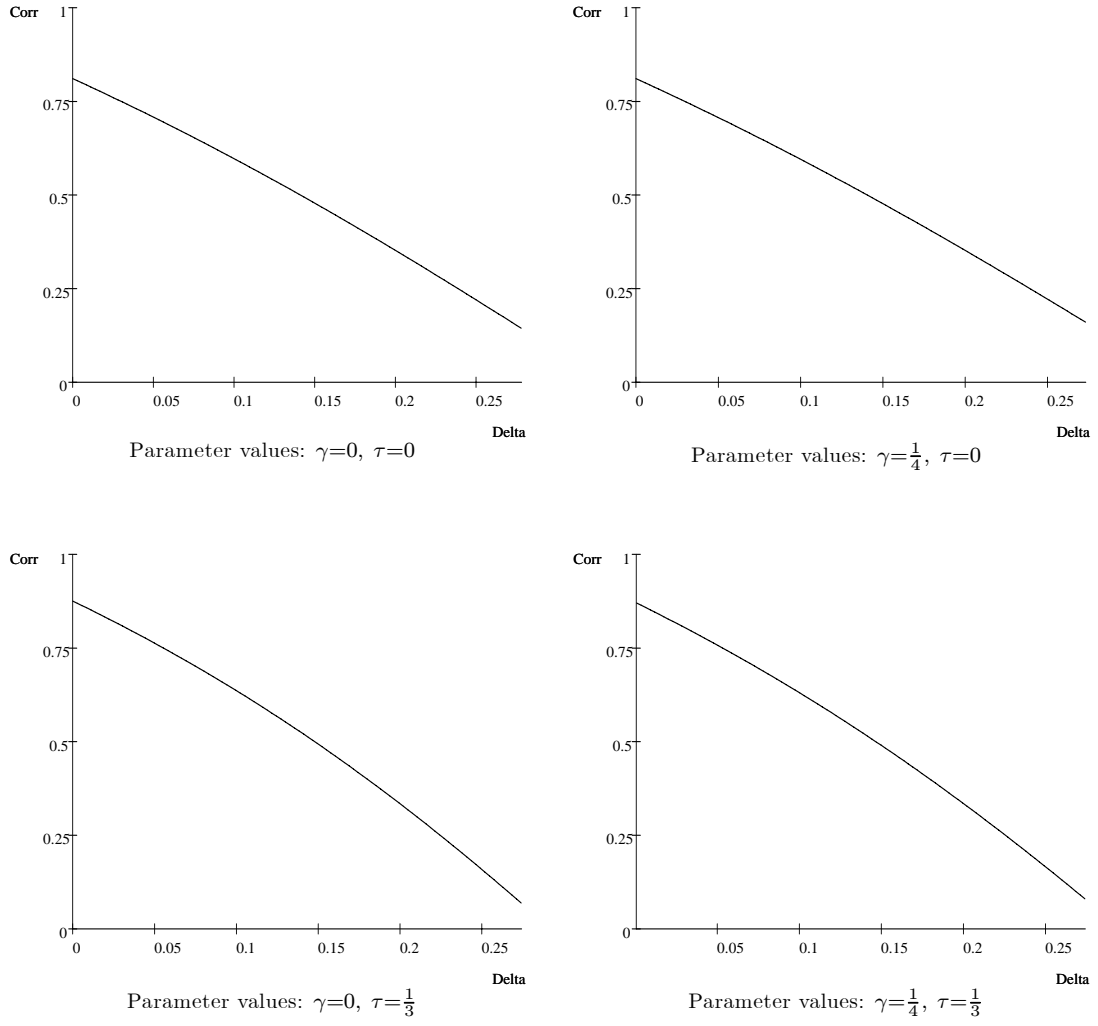 Corr
1
0.75
0.5
0.25
0
0 0.05 0.1 0.15 0.2 0.25
Delta
Parameter values: γ=0, τ=0
Corr
1
0.75
0.5
0.25
0
0 0.05 0.1 0.15 0.2 0.25
Delta
Parameter values: γ=1/4, τ=0
Corr
1
0.75
0.5
0.25
0
0 0.05 0.1 0.15 0.2 0.25
Delta
Parameter values: γ=0, τ=1/3
Corr
1
0.75
0.5
0.25
0
0.05 0.1 0.15 0.2 0.25
Delta
Parameter values: γ=1/4, τ=1/3